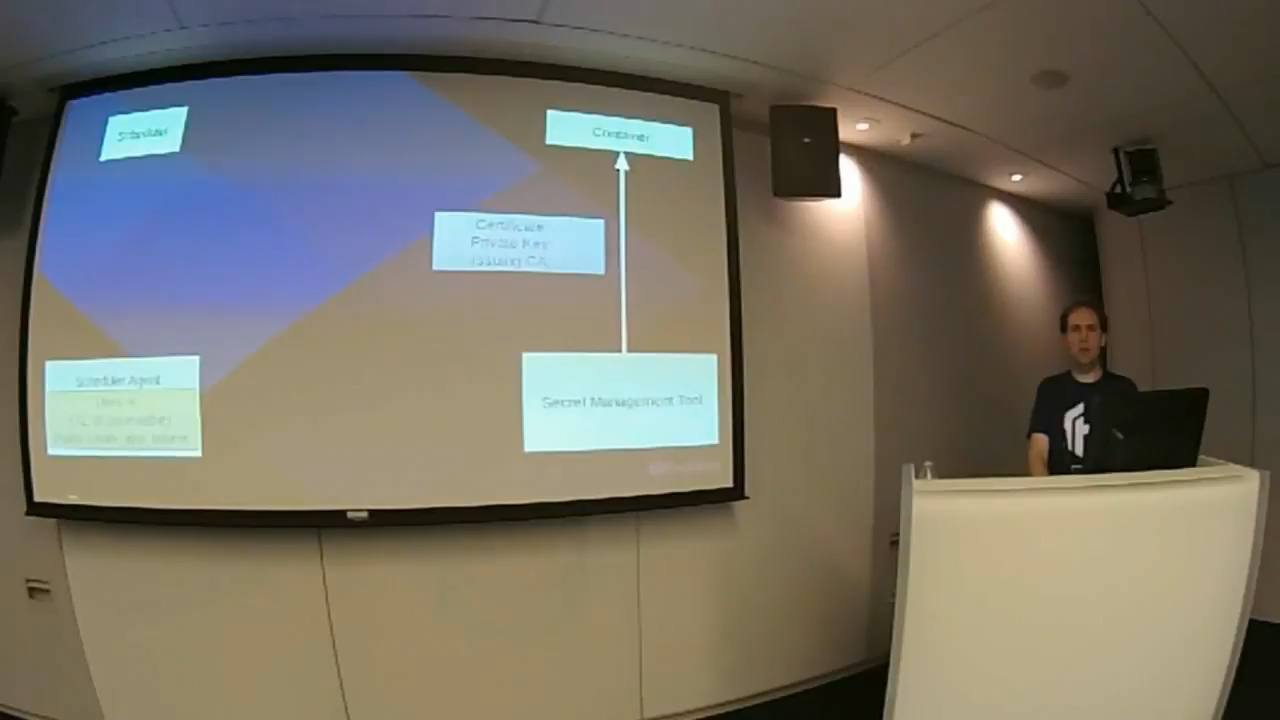 Scheduler
Container
Certificate
Private Key
Issuing CA
Scheduler Agent
Secret Management Tool